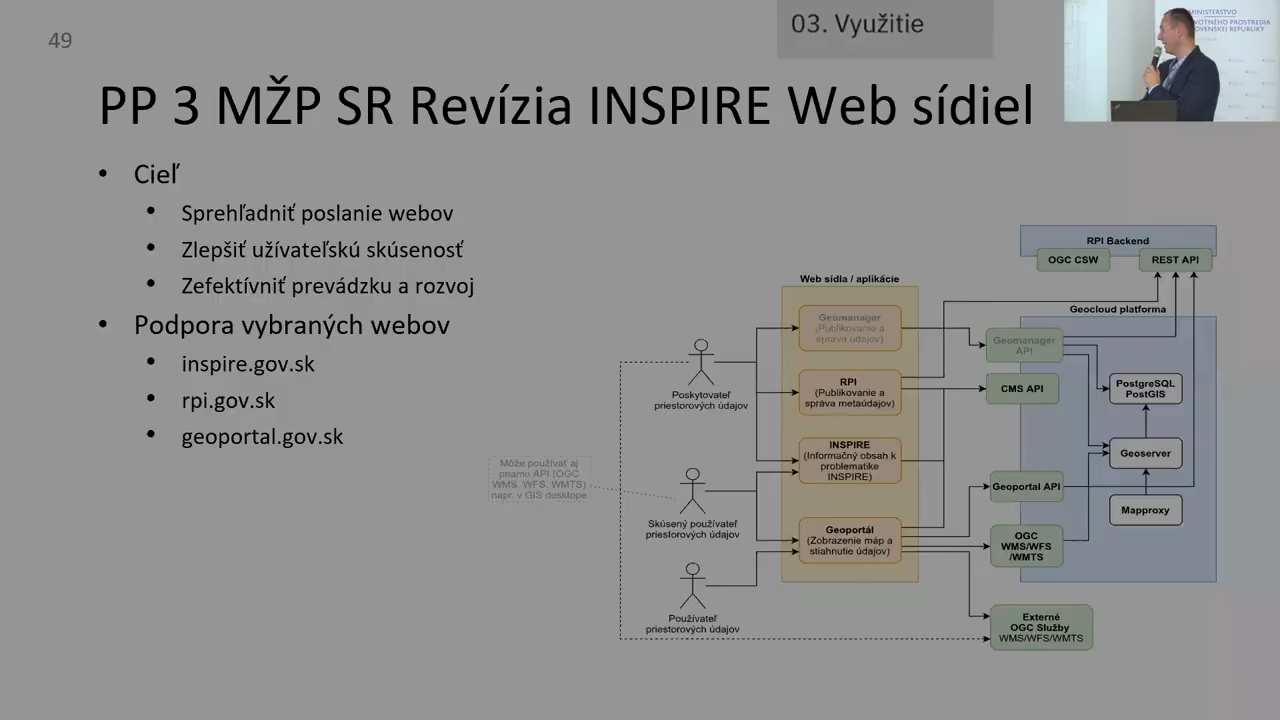 49
03. Využitie
MINISTERSTVO
PROSTREDIA
REPUBLIKY
PP 3 MŽP SR Revízia INSPIRE Web sídiel
• Cieľ
• Sprehľadniť poslanie webov
• Zlepšiť užívateľskú skúsenosť
• Zefektívniť prevádzku a rozvoj
• Podpora vybraných webov
• inspire.gov.sk
• rpi.gov.sk
• geoportal.gov.sk
Môže používať aj
priamo API (OGC
WMS, WFS, WMTS)
napr. v GIS desktope
Poskytovateľ
priestorových údajov
Skúsený používateľ
priestorových údajov
Používateľ
priestorových údajov
Web sídla / aplikácie
Geomanager
(Publikovanie a
správa údajov)
RPI
(Publikovanie a
správa metaúdajov)
INSPIRE
(Informačný obsah k
problematike
INSPIRE)
Geoportál
(Zobrazenie máp a
stiahnutie údajov)
RPI Backend
OGC CSW
REST API
Geocloud platforma
Geomanager
API
CMS API
PostgreSQL
PostGIS
Geoserver
Geoportal API
Mapproxy
OGC
WMS/WFS
/WMTS
Externé
OGC Služby
WMS/WFS/WMTS